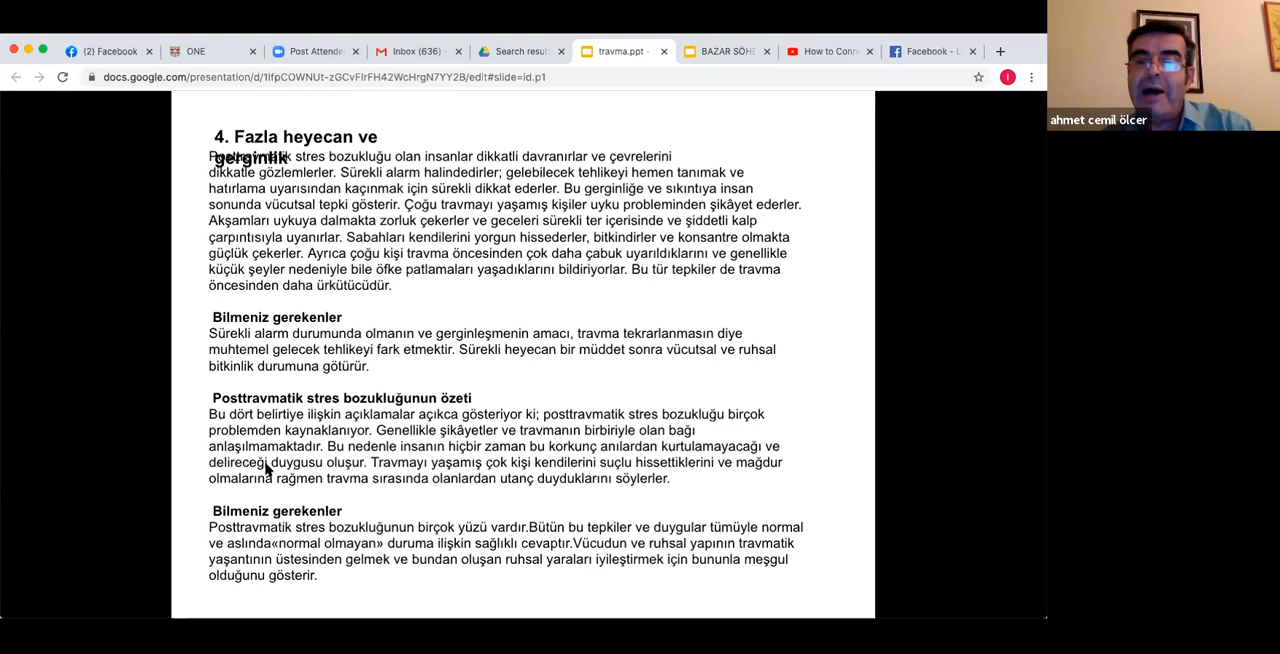 (2) Facebook
ONE
Post Attende
Inbox (636) -
Search resul
travma.ppt -
BAZAR SÖHB
How to Conn
Facebook - L
docs.google.com/presentation/d/1IfpCOWNUt-zGCvFIrFH42WcHrgN7YY2B/edit#slide=id.p1
I
ahmet cemil ölcer
4. Fazla heyecan ve
gerginlik
Posttravmatik stres bozukluğu olan insanlar dikkatli davranırlar ve çevrelerini
dikkatle gözlemlerler. Sürekli alarm halindedirler; gelebilecek tehlikeyi hemen tanımak ve
hatırlama uyarısından kaçınmak için sürekli dikkat ederler. Bu gerginliğe ve sıkıntıya insan
sonunda vücutsal tepki gösterir. Çoğu travmayı yaşamış kişiler uyku probleminden şikâyet ederler.
Akşamları uykuya dalmakta zorluk çekerler ve geceleri sürekli ter içerisinde ve şiddetli kalp
çarpıntısıyla uyanırlar. Sabahları kendilerini yorgun hissederler, bitkindirler ve konsantre olmakta
güçlük çekerler. Ayrıca çoğu kişi travma öncesinden çok daha çabuk uyarıldıklarını ve genellikle
küçük şeyler nedeniyle bile öfke patlamaları yaşadıklarını bildiriyorlar. Bu tür tepkiler de travma
öncesinden daha ürkütücüdür.
Bilmeniz gerekenler
Sürekli alarm durumunda olmanın ve gerginleşmenin amacı, travma tekrarlanmasın diye
muhtemel gelecek tehlikeyi fark etmektir. Sürekli heyecan bir müddet sonra vücutsal ve ruhsal
bitkinlik durumuna götürür.
Posttravmatik stres bozukluğunun özeti
Bu dört belirtiye ilişkin açıklamalar açıkca gösteriyor ki; posttravmatik stres bozukluğu birçok
problemden kaynaklanıyor. Genellikle şikâyetler ve travmanın birbiriyle olan bağı
anlaşılmamaktadır. Bu nedenle insanın hiçbir zaman bu korkunç anılardan kurtulamayacağı ve
delireceği duygusu oluşur. Travmayı yaşamış çok kişi kendilerini suçlu hissettiklerini ve mağdur
olmalarına rağmen travma sırasında olanlardan utanç duyduklarını söylerler.
Bilmeniz gerekenler
Posttravmatik stres bozukluğunun birçok yüzü vardır.Bütün bu tepkiler ve duygular tümüyle normal
ve aslında«normal olmayan» duruma ilişkin sağlıklı cevaptır.Vücudun ve ruhsal yapının travmatik
yaşantının üstesinden gelmek ve bundan oluşan ruhsal yaraları iyileştirmek için bununla meşgul
olduğunu gösterir.